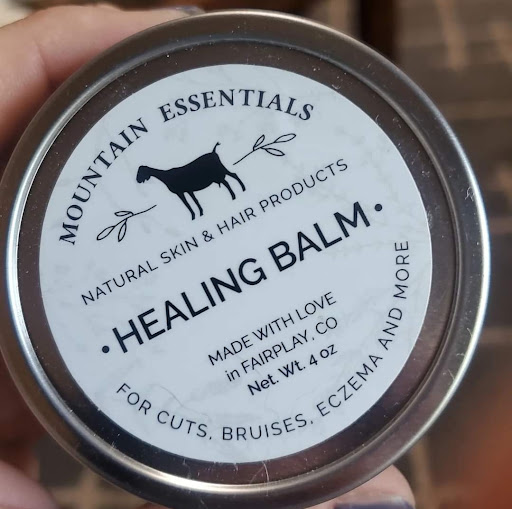 MOUNTAIN ESSENTIALS
NATURAL SKIN & HAIR PRODUCTS
• HEALING BALM •
MADE WITH LOVE
in FAIRPLAY, CO
Net. Wt. 4 oz
FOR CUTS, BRUISES, ECZEMA AND MORE